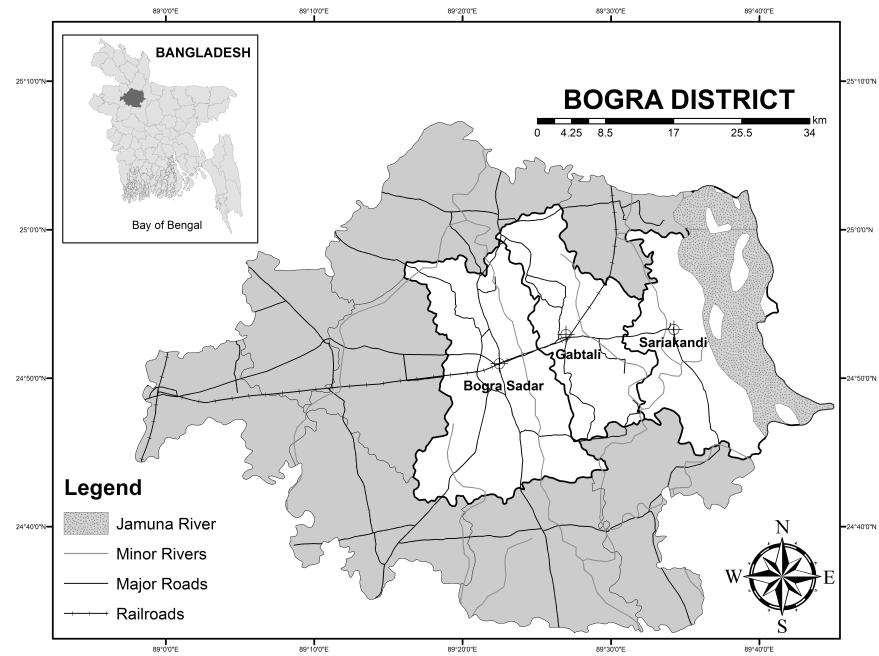 89°0'0"E 89°10'0"E 89°20'0"E 89°30'0"E 89°40'0"E
BANGLADESH
Bay of Bengal
BOGRA DISTRICT
km
0 4.25 8.5 17 25.5 34
25°10'0"N 25°10'0"N
25°0'0"N 25°0'0"N
Sariakandi
Gabtali
Bogra Sadar
24°50'0"N 24°50'0"N
24°40'0"N 24°40'0"N
Legend
Jamuna River
Minor Rivers
Major Roads
Railroads
N
W E
S
89°0'0"E 89°10'0"E 89°20'0"E 89°30'0"E 89°40'0"E